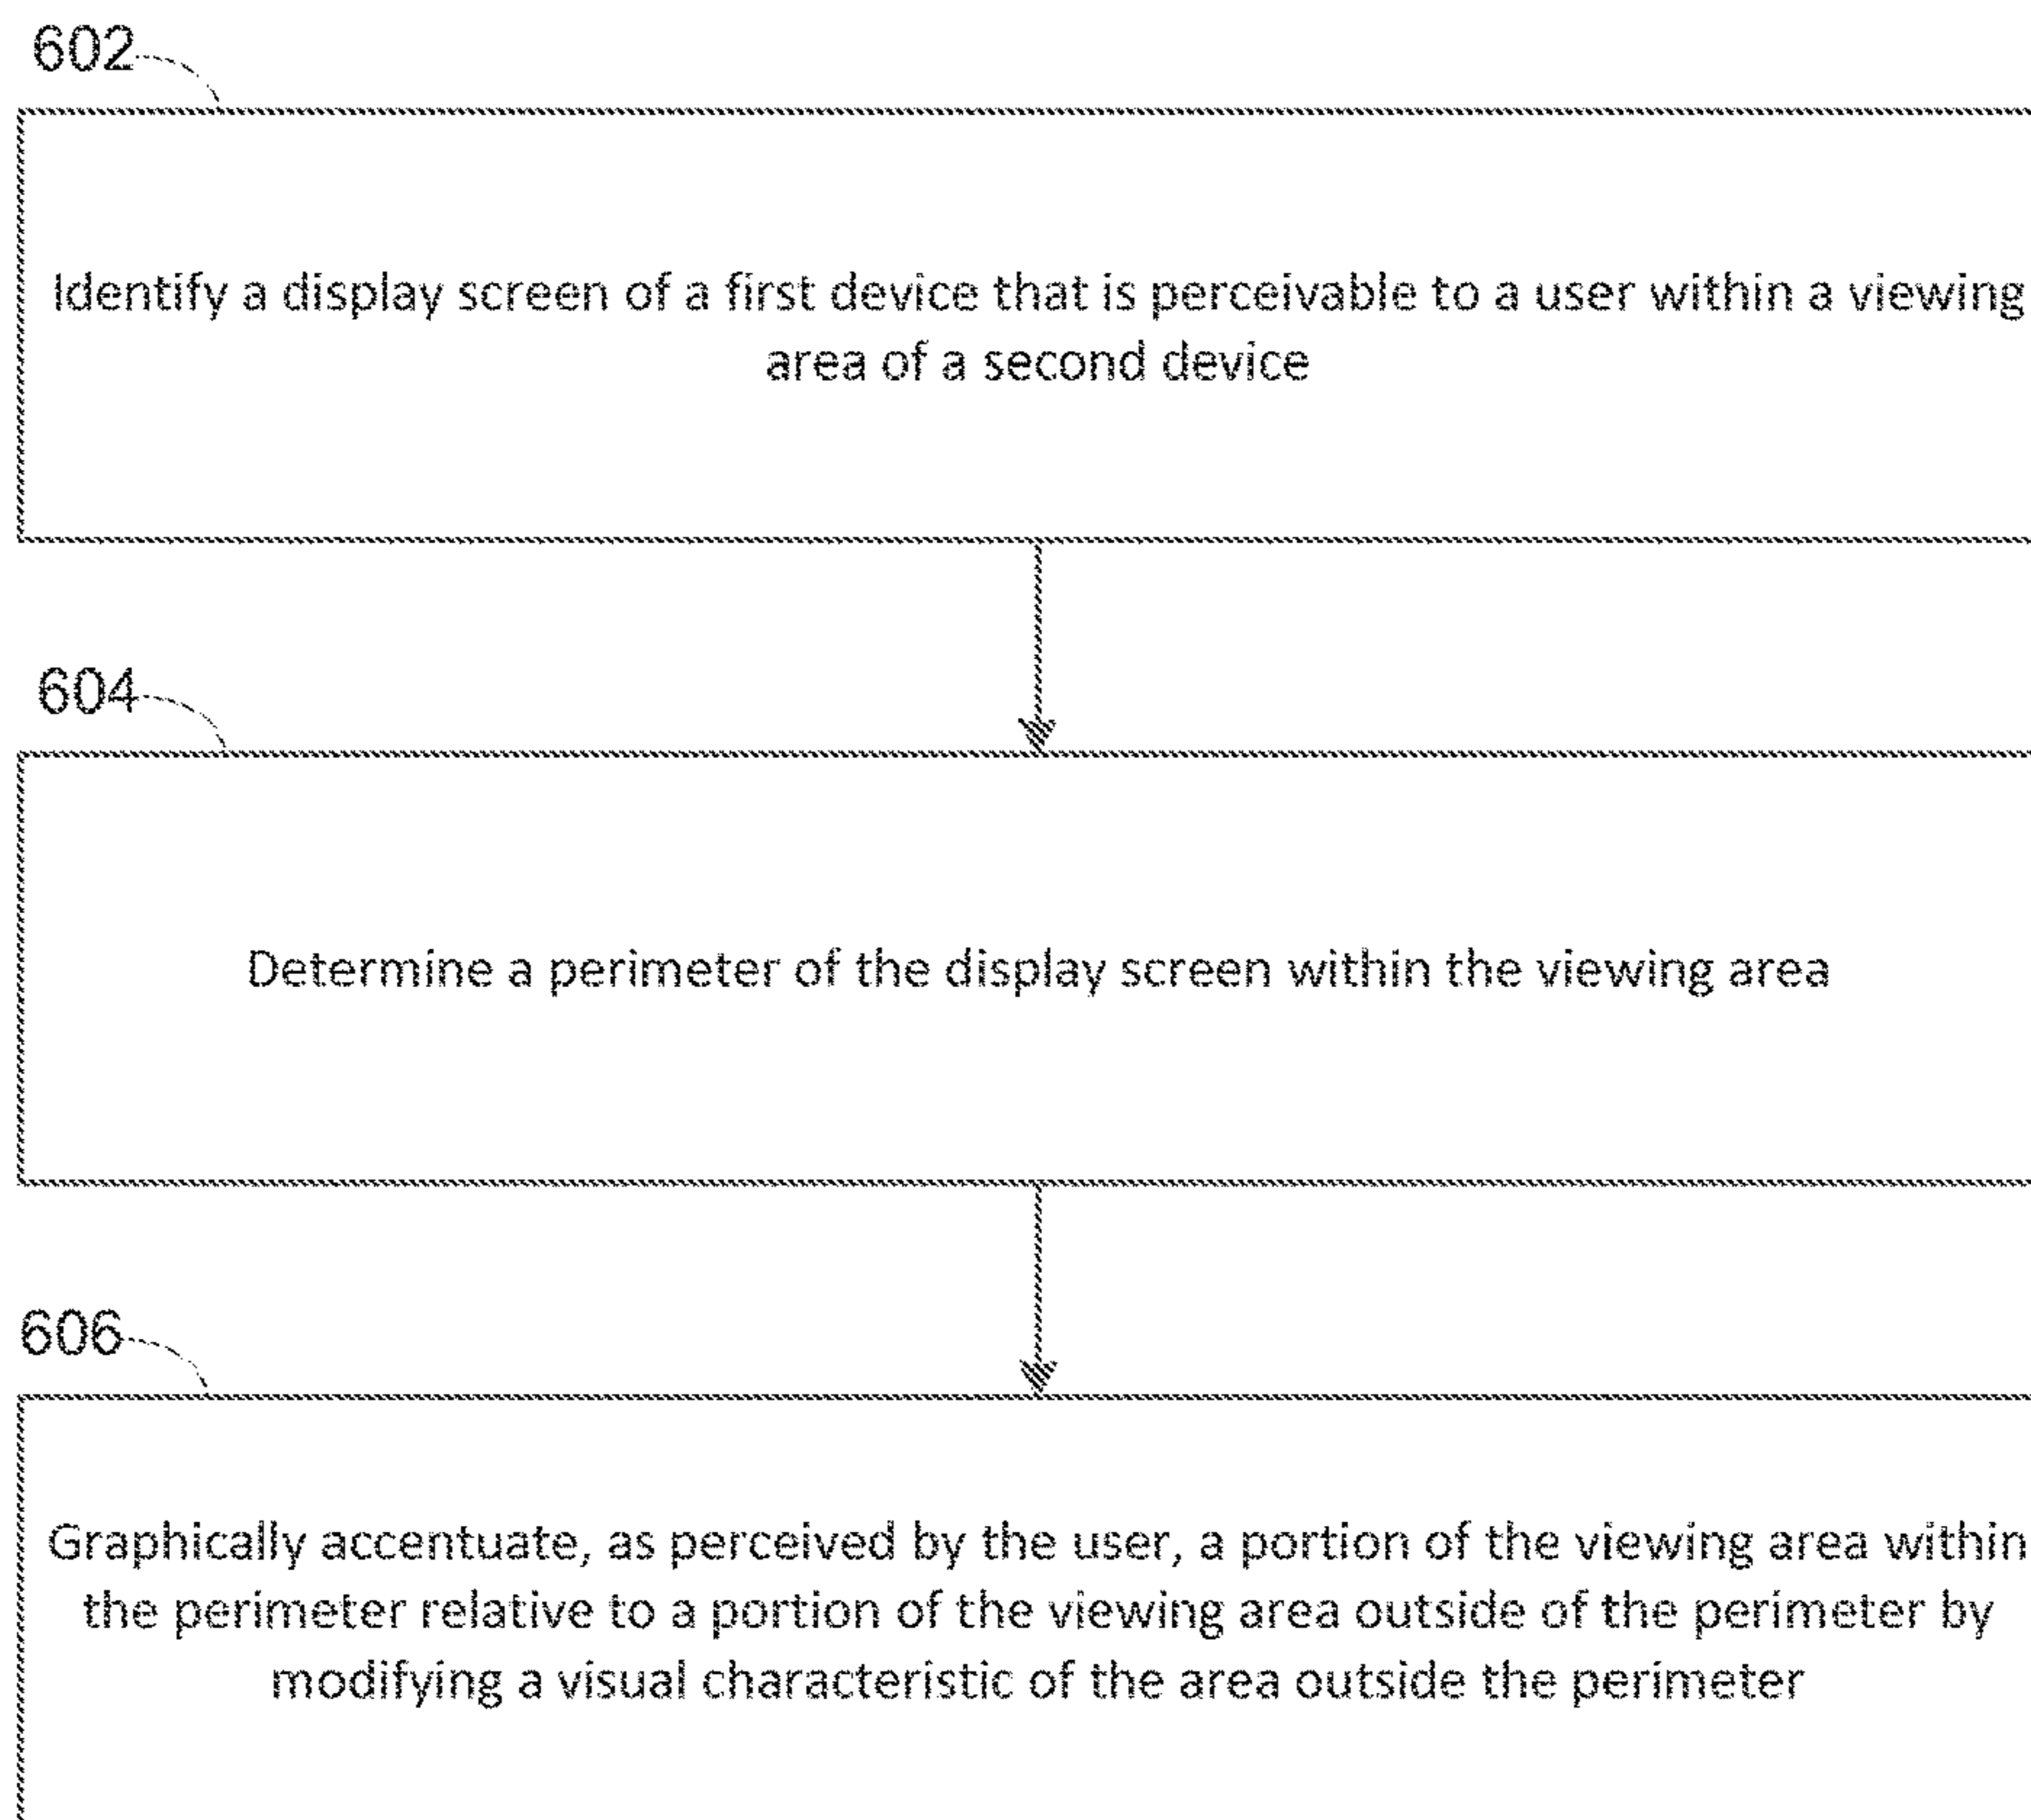 602
Identify a display screen of a first device that is perceivable to a user within a viewing
area of a second device
604
Determine a perimeter of the display screen within the viewing area
606
Graphically accentuate, as perceived by the user, a portion of the viewing area within
the perimeter relative to a portion of the viewing area outside of the perimeter by
modifying a visual characteristic of the area outside the perimeter